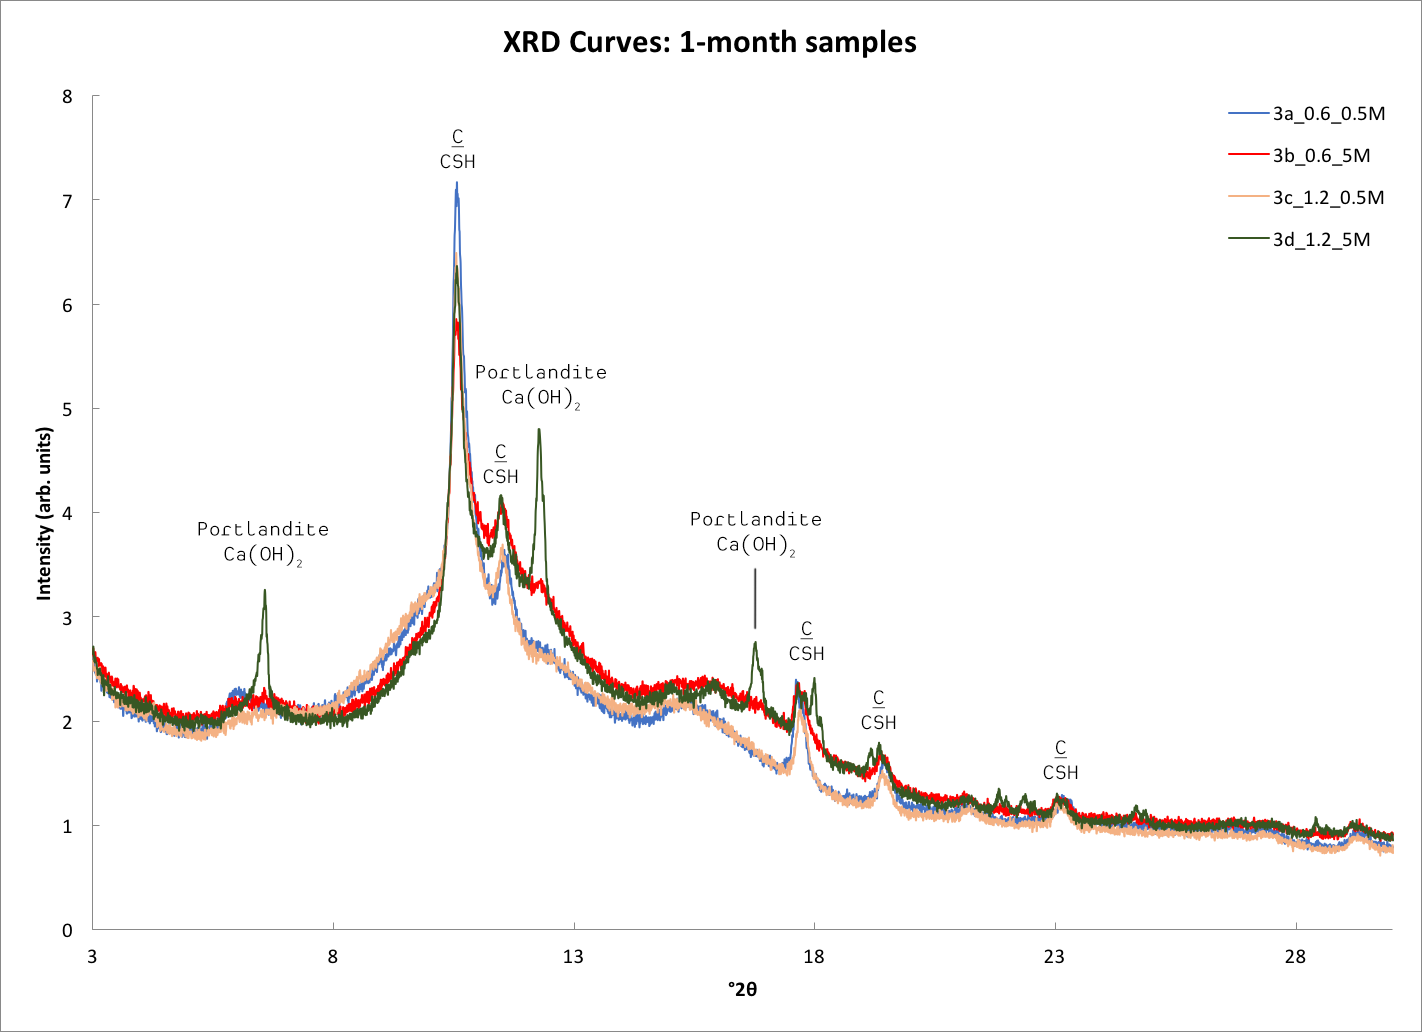 XRD Curves: 1-month samples
8
7
6
5
4
3
2
1
0
Intensity (arb. units)
3a_0.6_0.5M
3b_0.6_5M
3c_1.2_0.5M
3d_1.2_5M
C
CSH
Portlandite
Ca(OH)₂
C
CSH
Portlandite
Ca(OH)₂
Portlandite
Ca(OH)₂
C
CSH
C
CSH
C
CSH
3
8
13
18
23
28
°2θ